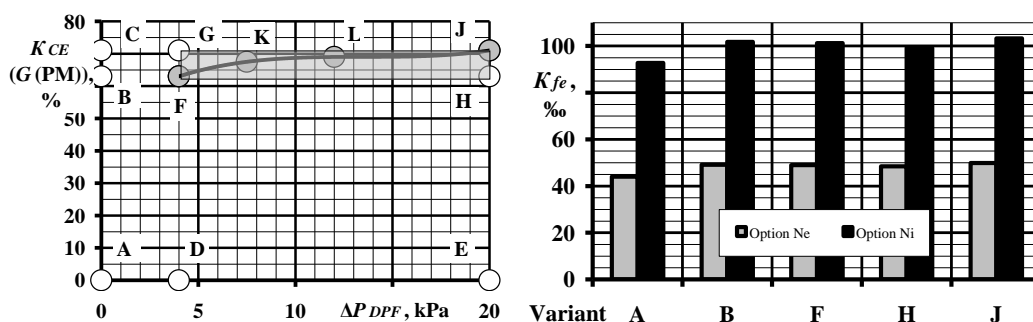 80
C G K L J
K CE
(G (PM)),
%
B F H
50
40
30
20
10
A D E
0
0 5 10 ΔP DPF , kPa 20
100
K fe ,
‰
80
60
40
Option Ne Option Ni
20
0
Variant A B F H J